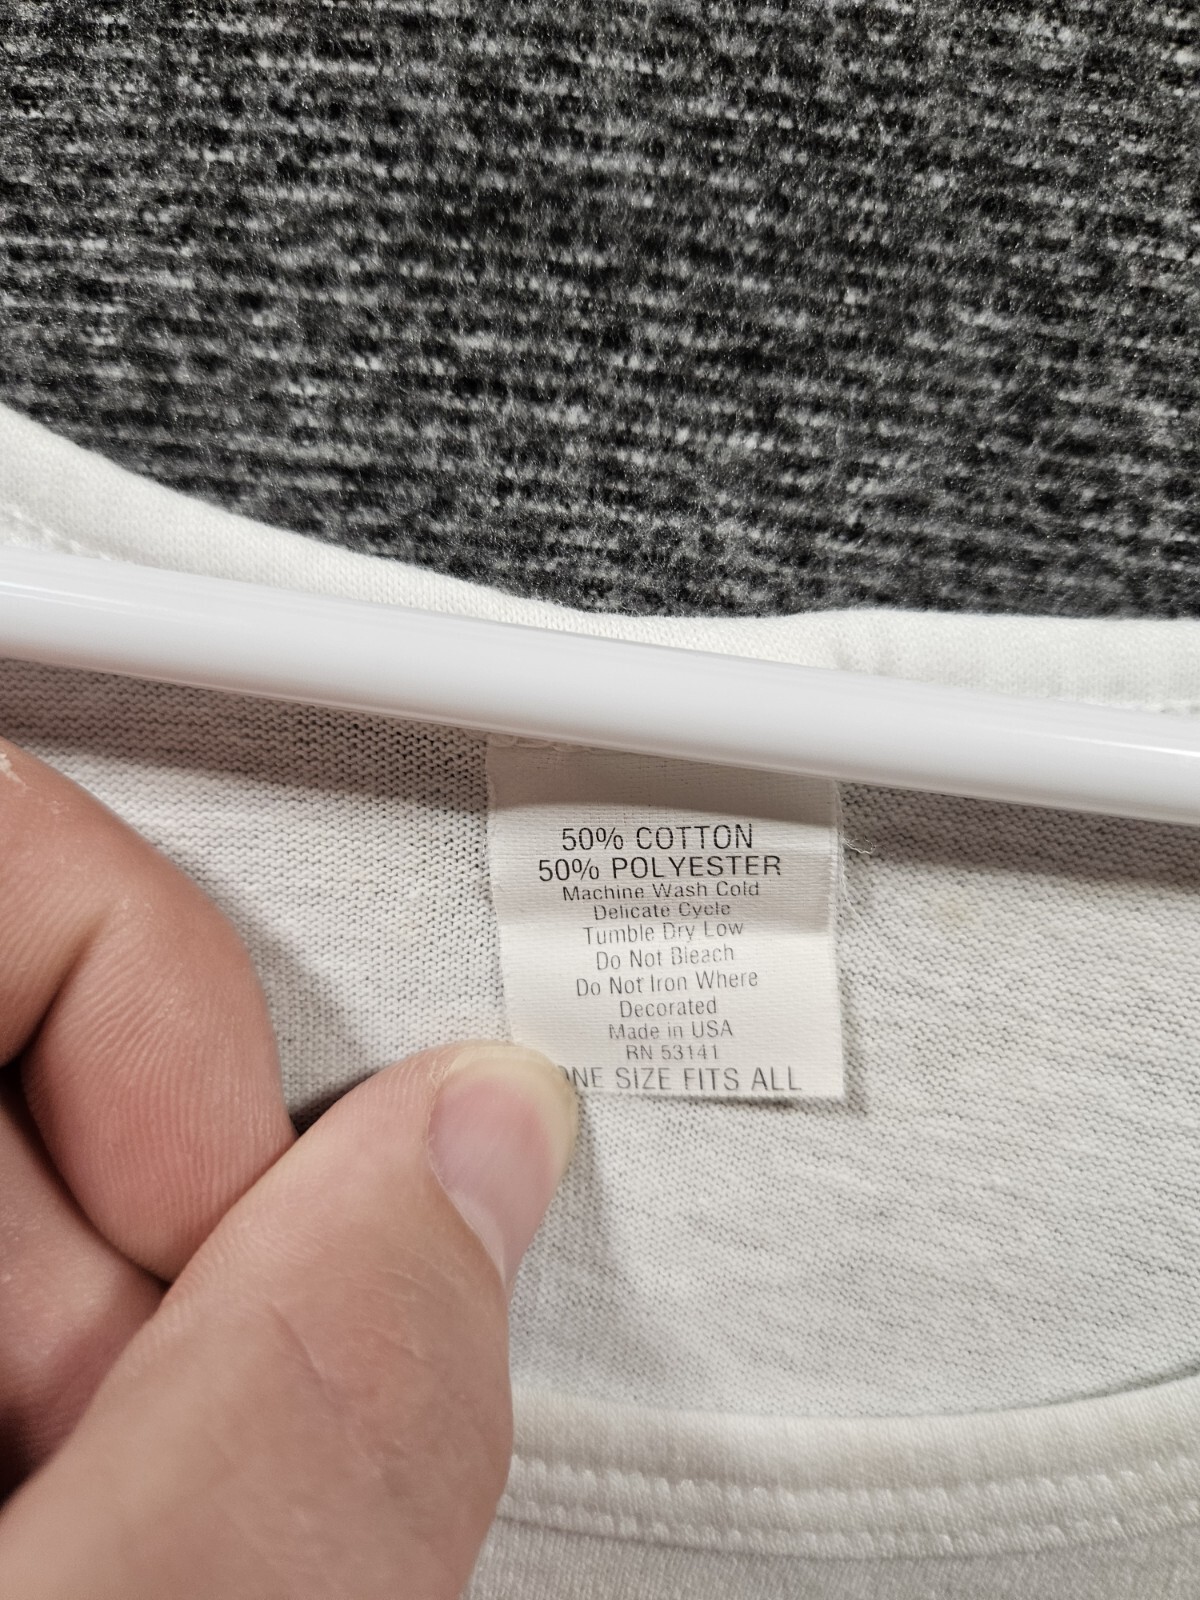 50% COTTON
50% POLYESTER
Machine Wash Cold
Delicate Cycle
Tumble Dry Low
Do Not Bleach
Do Not Iron Where
Decorated
Made in USA
RN 53141
ONE SIZE FITS ALL